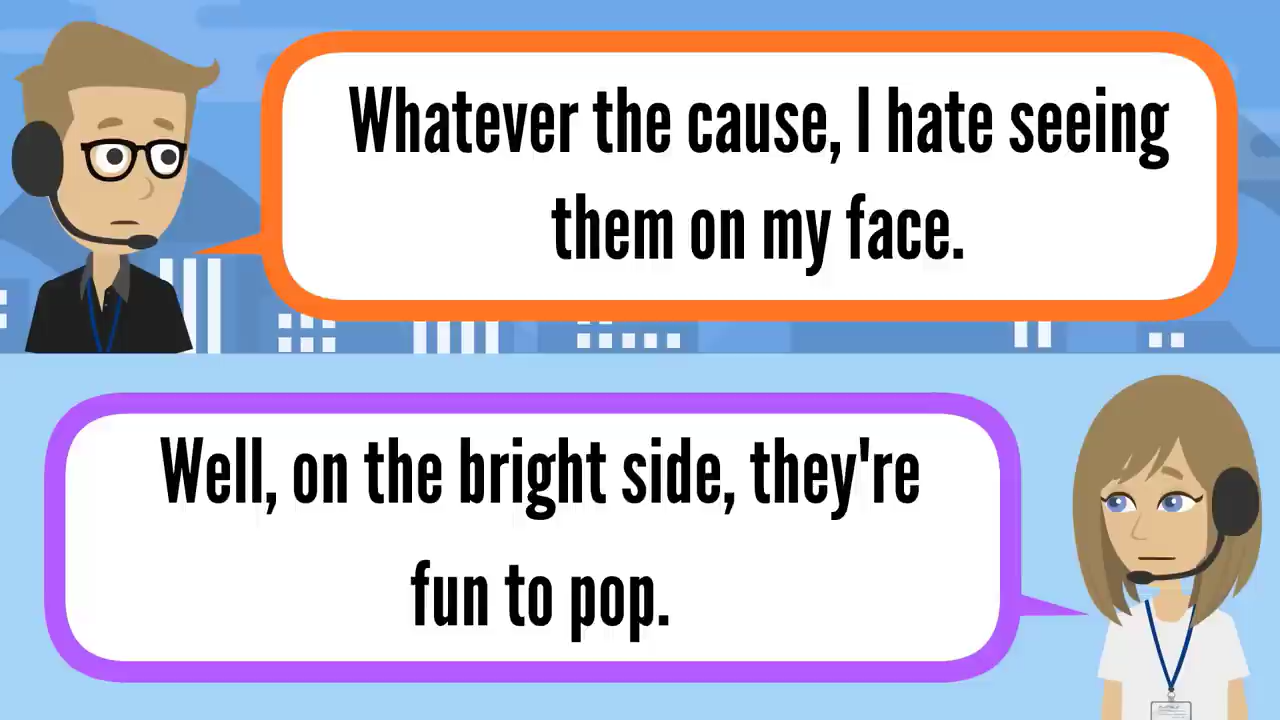 Whatever the cause, I hate seeing
them on my face.
Well, on the bright side, they're
fun to pop.